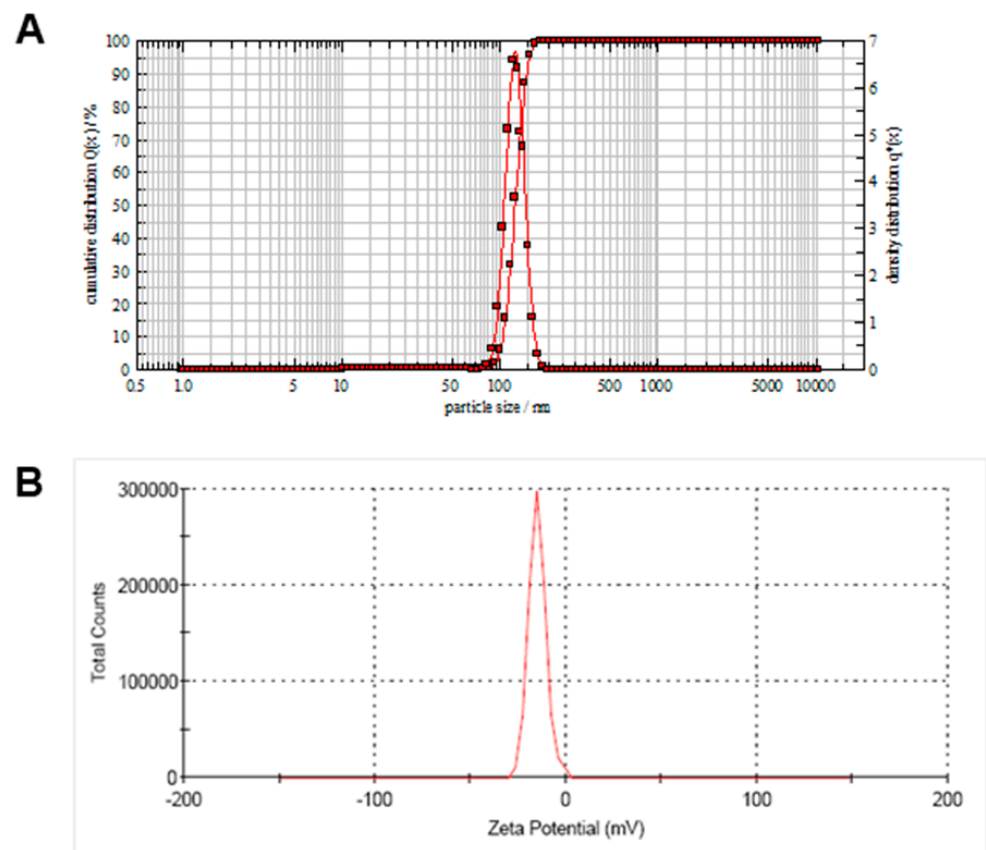 A
100
90
80
70
60
50
40
30
20
10
0
cumulative distribution Q(x) / %
7
6
5
4
3
2
1
0
density distribution q*(x)
0.5 1.0 5 10 50 100 500 1000 5000 10000
particle size / nm
B
300000
200000
100000
0
Total Counts
-200 -100 0 100 200
Zeta Potential (mV)